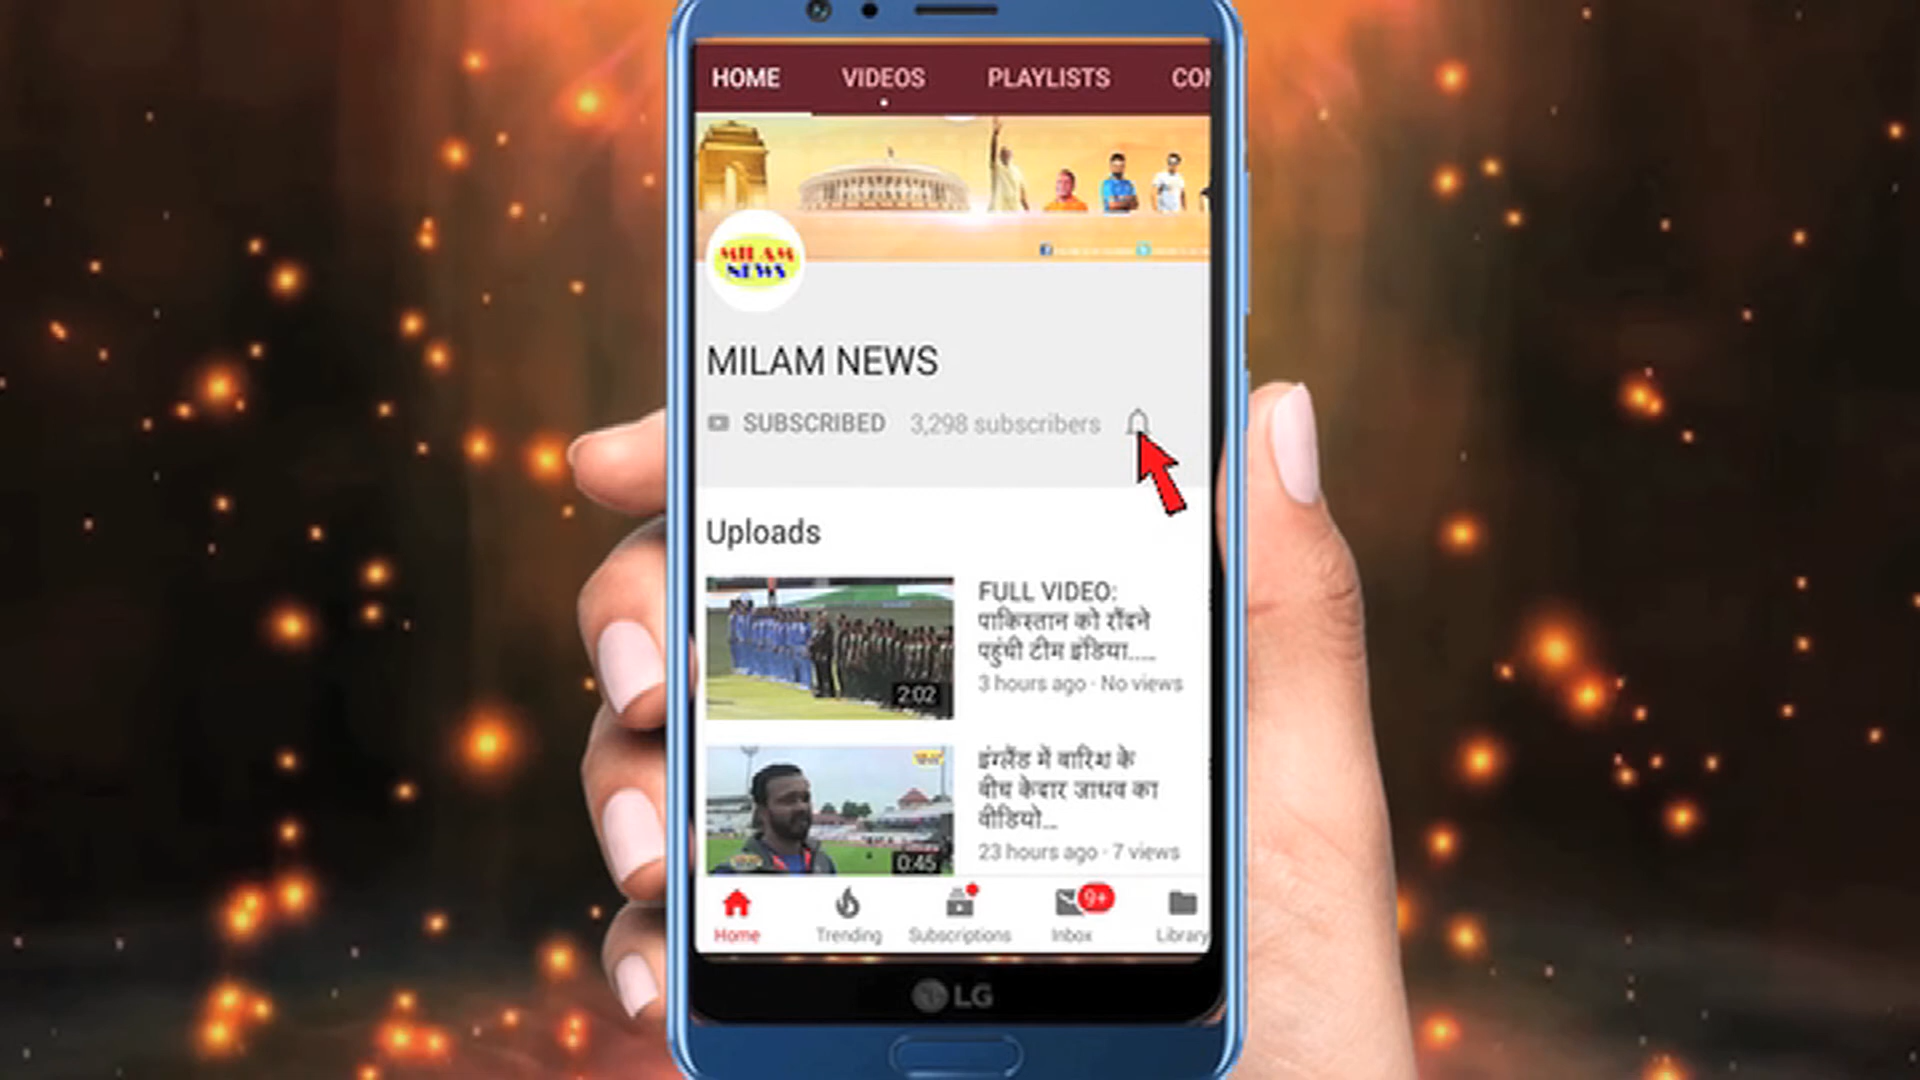 HOME VIDEOS PLAYLISTS CON
MILAM
NEWS
MILAM NEWS
SUBSCRIBED 3,298 subscribers
Uploads
FULL VIDEO:
पाकिस्तान को रौंदने
पहुंची टीम इंडिया.....
3 hours ago · No views
2:02
इंग्लैंड में बारिश के
बीच केदार जाधव का
वीडियो...
23 hours ago · 7 views
0:45
9+
Home Trending Subscriptions Inbox Library
LG